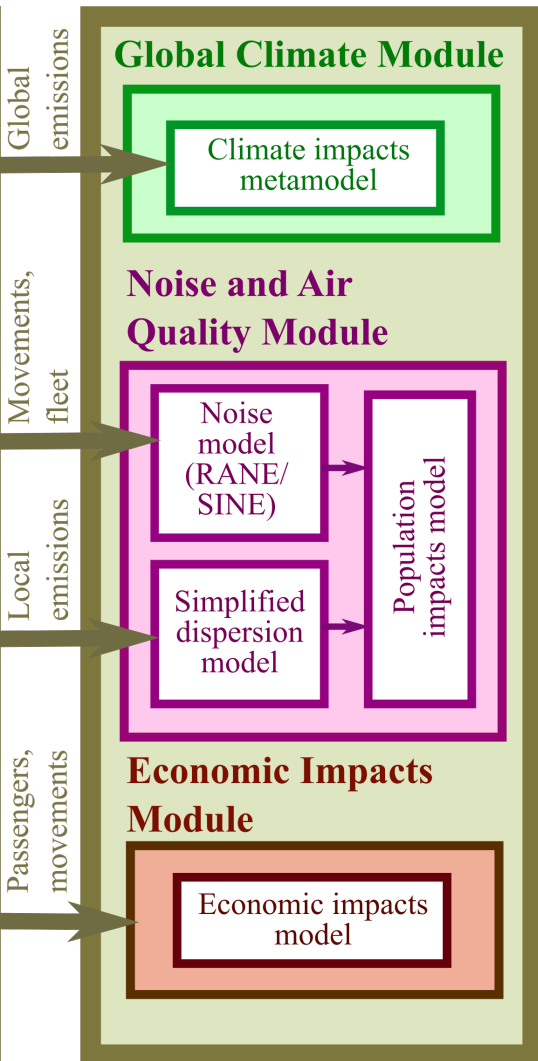 Global
emissions
Global Climate Module
Climate impacts
metamodel
Movements,
fleet
Noise and Air
Quality Module
Noise
model
(RANE/
SINE)
Population
impacts model
Local
emissions
Simplified
dispersion
model
Passengers,
movements
Economic Impacts
Module
Economic impacts
model